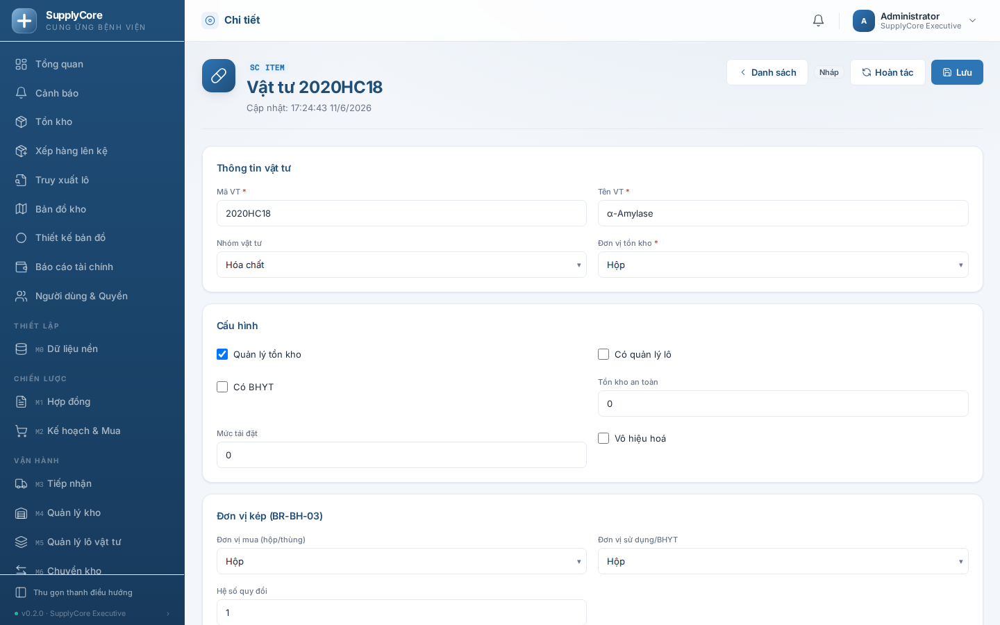 SupplyCore
CUNG ỨNG BỆNH VIỆN
Tổng quan
Cảnh báo
Tồn kho
Xếp hàng lên kệ
Truy xuất lô
Bản đồ kho
Thiết kế bản đồ
Báo cáo tài chính
Người dùng & Quyền
THIẾT LẬP
M0 Dữ liệu nền
CHIẾN LƯỢC
M1 Hợp đồng
M2 Kế hoạch & Mua
VẬN HÀNH
M3 Tiếp nhận
M4 Quản lý kho
M5 Quản lý lô vật tư
M6 Chuyển kho
Thu gọn thanh điều hướng
v0.2.0 · SupplyCore Executive
Chi tiết
A
Administrator
SupplyCore Executive
SC ITEM
Vật tư 2020HC18
Cập nhật: 17:24:43 11/6/2026
Danh sách
Nháp
Hoàn tác
Lưu
Thông tin vật tư
Mã VT *
Tên VT *
2020HC18
α-Amylase
Nhóm vật tư
Đơn vị tồn kho *
Hóa chất
Hộp
Cấu hình
Quản lý tồn kho
Có quản lý lô
Có BHYT
Tồn kho an toàn
0
Mức tái đặt
Vô hiệu hoá
0
Đơn vị kép (BR-BH-03)
Đơn vị mua (hộp/thùng)
Đơn vị sử dụng/BHYT
Hộp
Hộp
Hệ số quy đổi
1